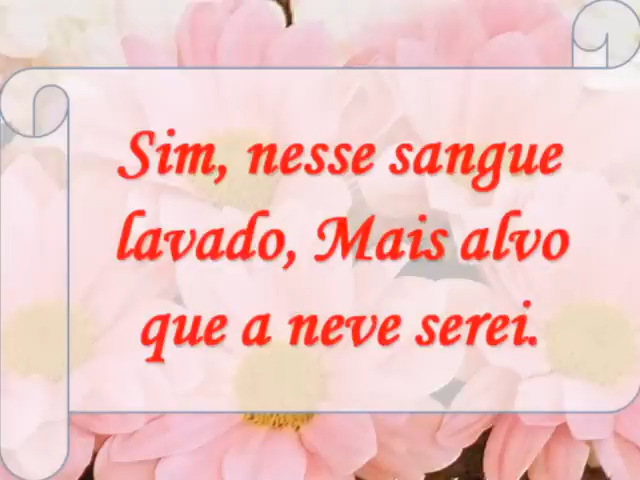 Sim, nesse sangue
lavado, Mais alvo
que a neve serei.